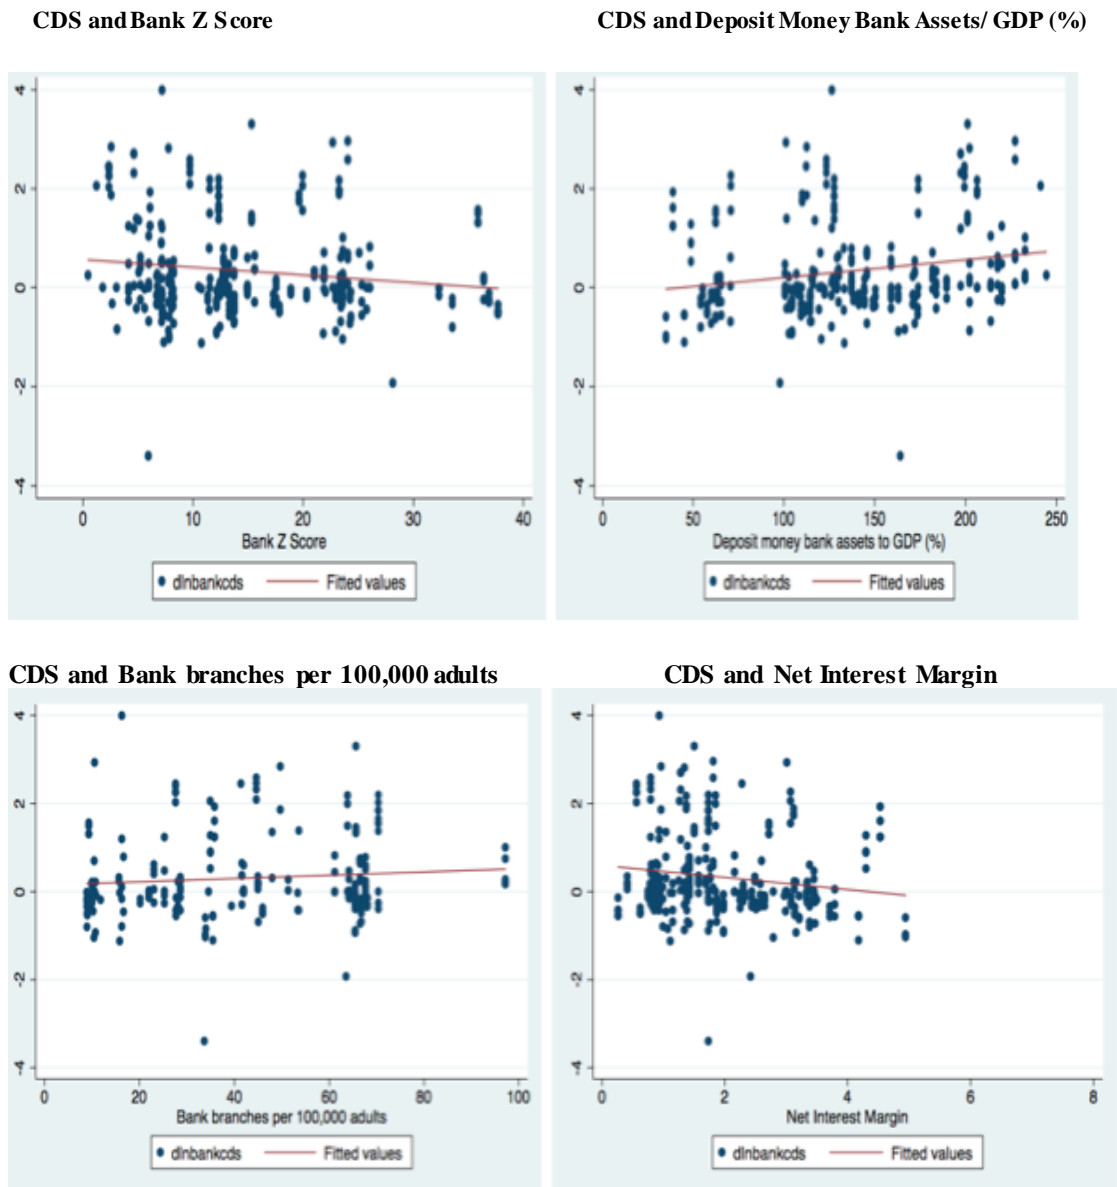 CDS and Bank Z Score
CDS and Deposit Money Bank Assets/ GDP (%)
4
2
0
-2
-4
0 10 20 30 40
Bank Z Score
dlnbankcds Fitted values
4
2
0
-2
-4
0 50 100 150 200 250
Deposit money bank assets to GDP (%)
dlnbankcds Fitted values
CDS and Bank branches per 100,000 adults
CDS and Net Interest Margin
4
2
0
-2
-4
0 20 40 60 80 100
Bank branches per 100,000 adults
dlnbankcds Fitted values
4
2
0
-2
-4
0 2 4 6 8
Net Interest Margin
dlnbankcds Fitted values